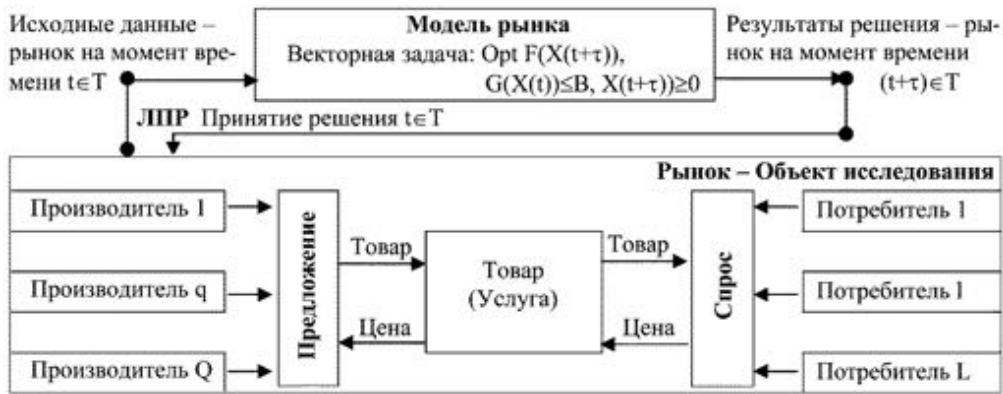 Исходные данные –
рынок на момент вре-
мени t∈T
Модель рынка
Векторная задача: Opt F(X(t+τ)),
G(X(t))≤B, X(t+τ))≥0
Результаты решения – ры-
нок на момент времени
(t+τ)∈T
ЛПР Принятие решения t∈T
Рынок – Объект исследования
Производитель 1
Производитель q
Производитель Q
Предложение
Товар
Цена
Товар
(Услуга)
Товар
Цена
Спрос
Потребитель 1
Потребитель l
Потребитель L